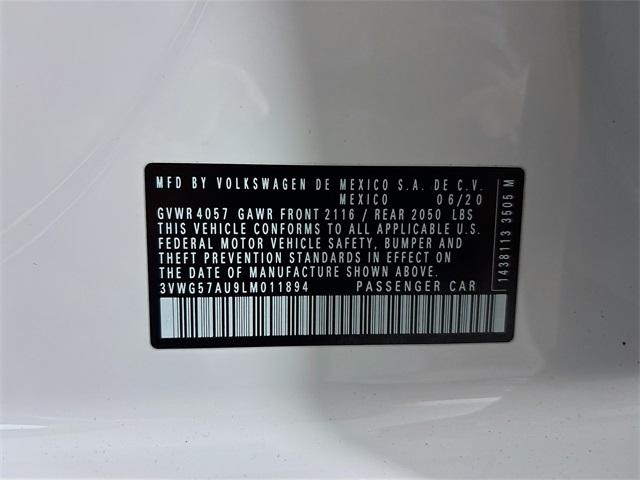 MFD BY VOLKSWAGEN DE MEXICO S.A. DE C.V.
MEXICO 06/20
GVWR 4057 GAWR FRONT 2116 / REAR 2050 LBS
THIS VEHICLE CONFORMS TO ALL APPLICABLE U.S.
FEDERAL MOTOR VEHICLE SAFETY, BUMPER AND
THEFT PREVENTION STANDARDS IN EFFECT ON
THE DATE OF MANUFACTURE SHOWN ABOVE.
3VWG57AU9LM011894 PASSENGER CAR
1438113 3505 M